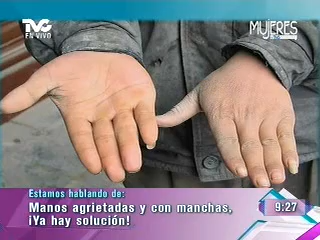 TVC
EN VIVO
MUJERES
Estamos hablando de:
Manos agrietadas y con manchas,
¡Ya hay solución!
9:27